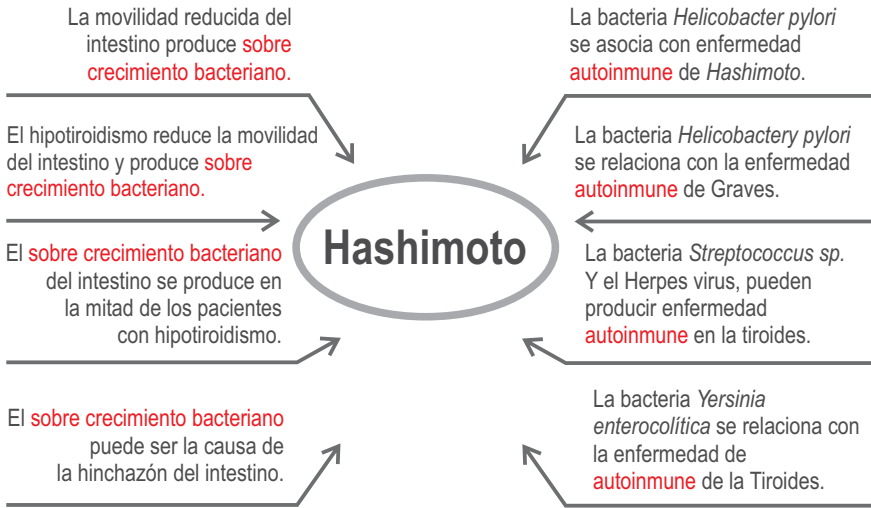 La movilidad reducida del
intestino produce sobre
crecimiento bacteriano.
El hipotiroidismo reduce la movilidad
del intestino y produce sobre
crecimiento bacteriano.
El sobre crecimiento bacteriano
del intestino se produce en
la mitad de los pacientes
con hipotiroidismo.
El sobre crecimiento bacteriano
puede ser la causa de
la hinchazón del intestino.
Hashimoto
La bacteria Helicobacter pylori
se asocia con enfermedad
autoinmune de Hashimoto.
La bacteria Helicobactery pylori
se relaciona con la enfermedad
autoinmune de Graves.
La bacteria Streptococcus sp.
Y el Herpes virus, pueden
producir enfermedad
autoinmune en la tiroides.
La bacteria Yersinia
enterocolítica se relaciona con
la enfermedad de
autoinmune de la Tiroides.